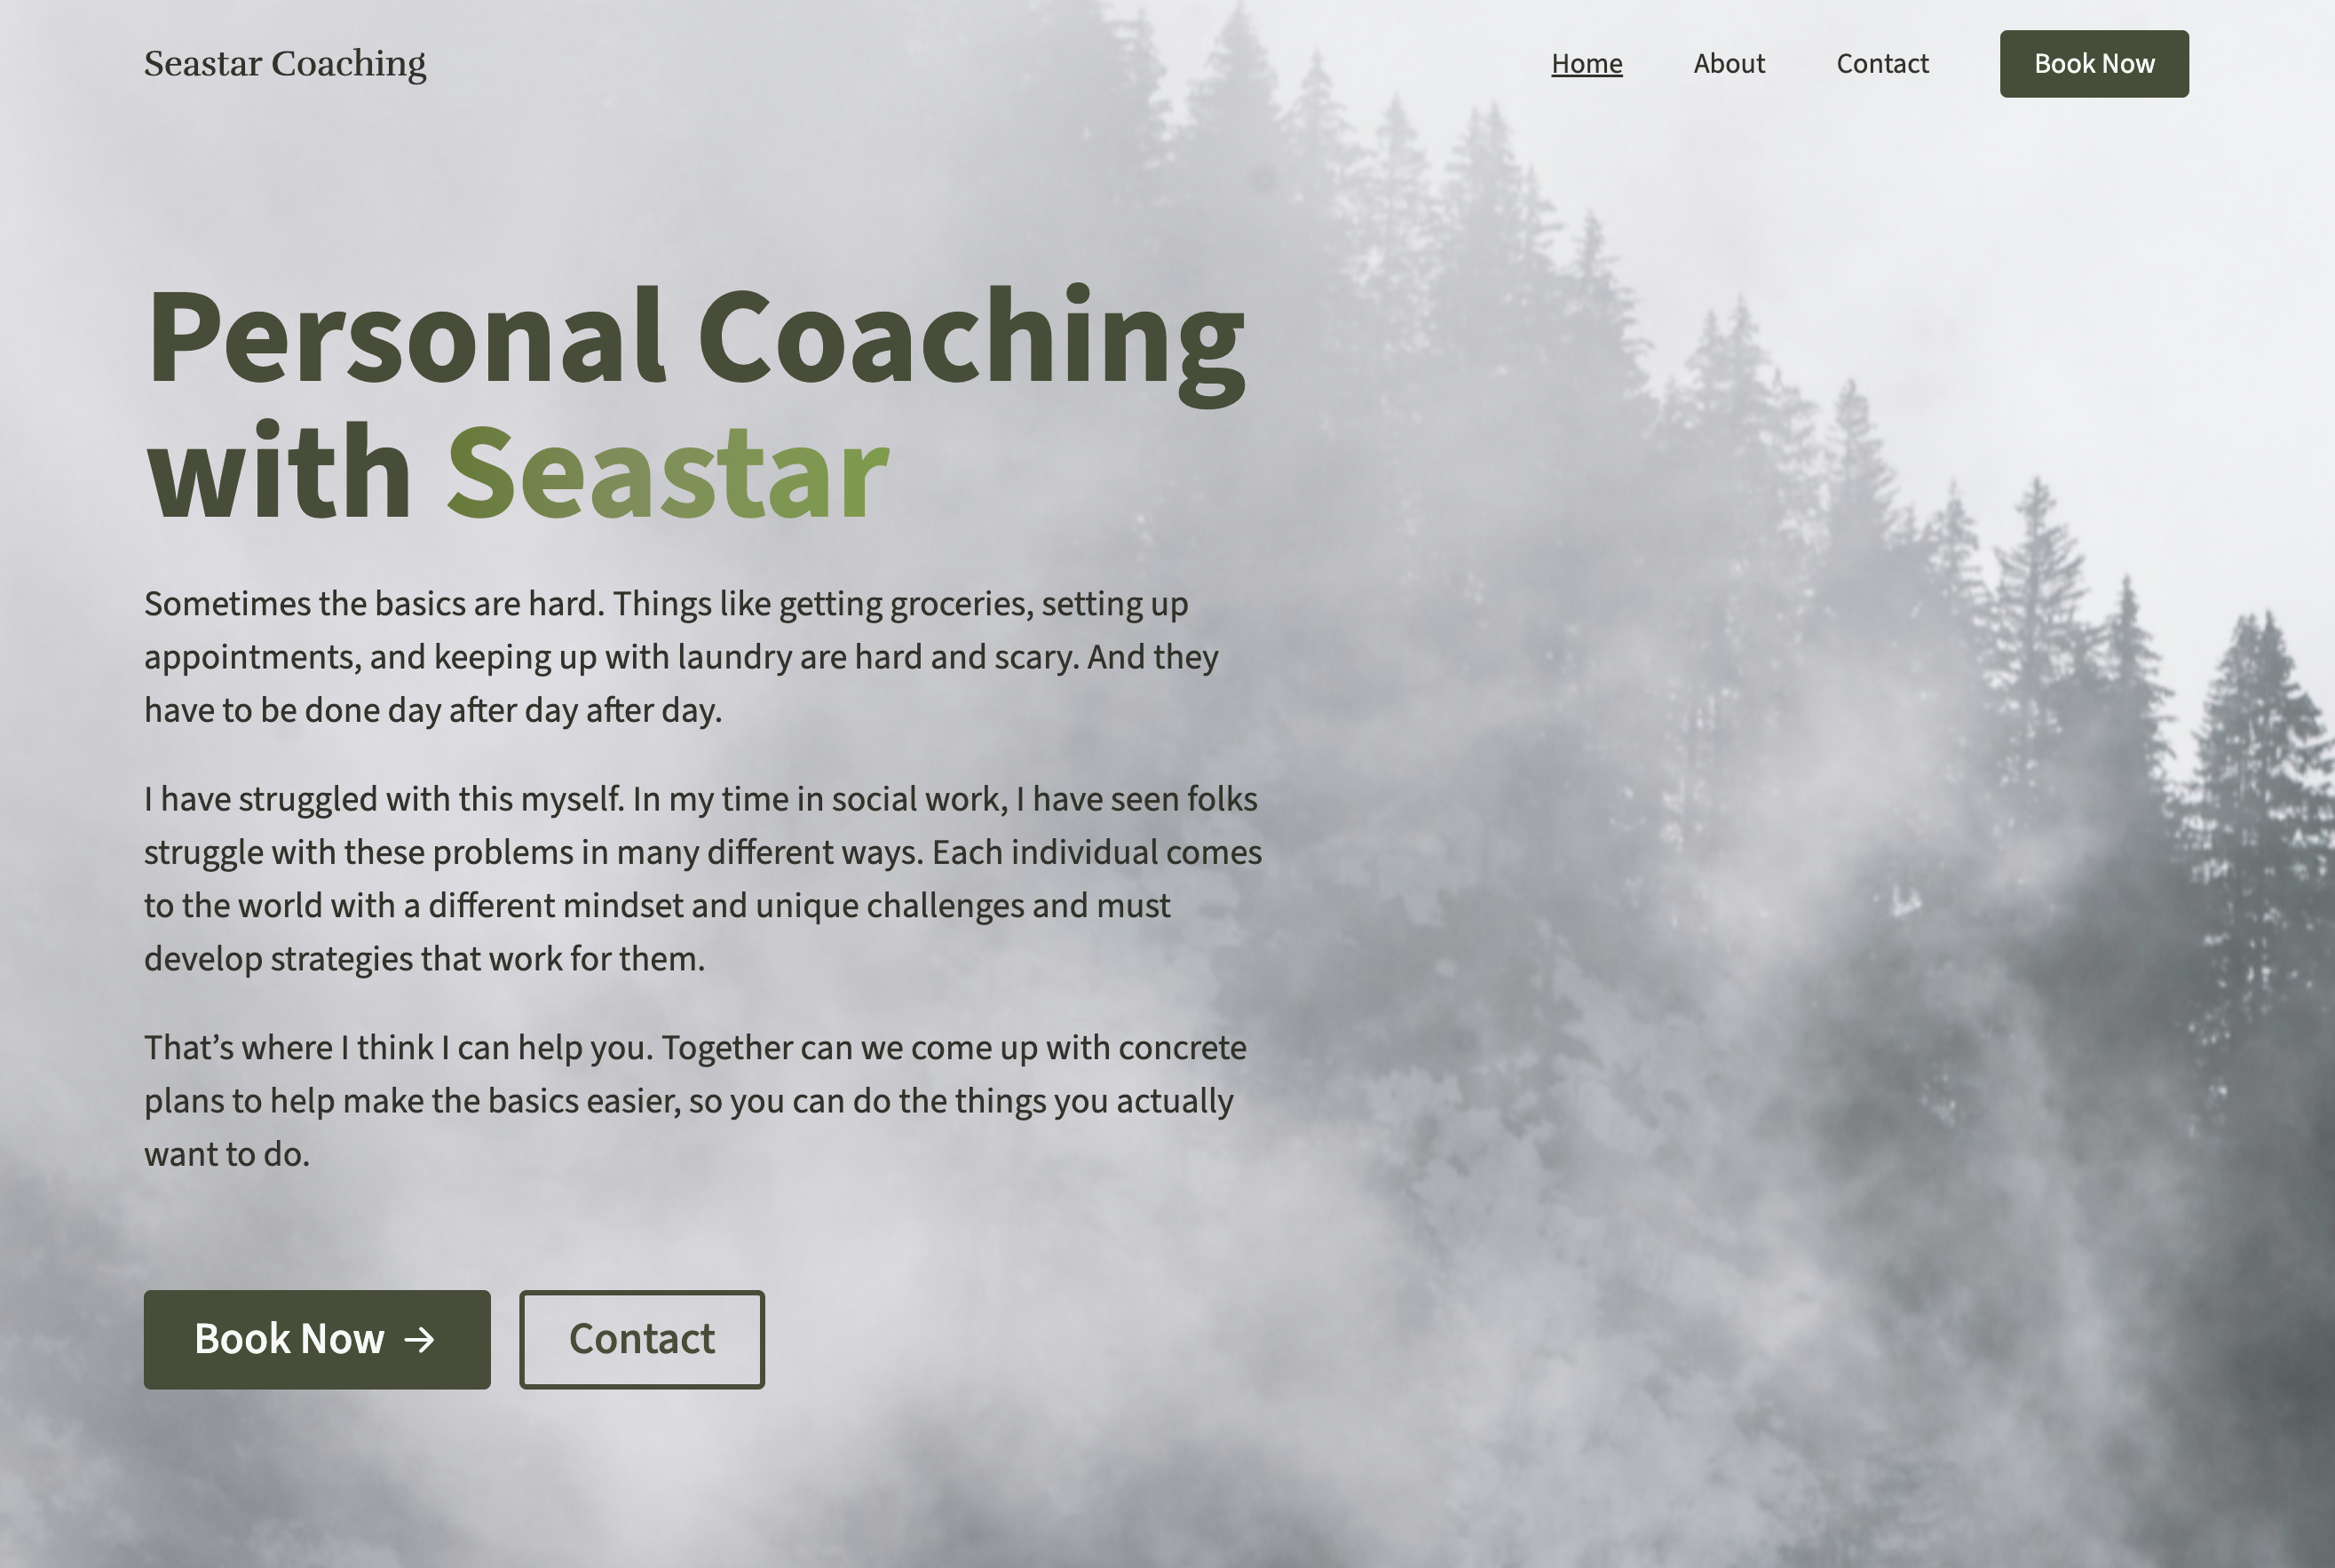 Seastar Coaching
Home
About
Contact
Book Now
Personal Coaching
with Seastar
Sometimes the basics are hard. Things like getting groceries, setting up
appointments, and keeping up with laundry are hard and scary. And they
have to be done day after day after day.
I have struggled with this myself. In my time in social work, I have seen folks
struggle with these problems in many different ways. Each individual comes
to the world with a different mindset and unique challenges and must
develop strategies that work for them.
That’s where I think I can help you. Together can we come up with concrete
plans to help make the basics easier, so you can do the things you actually
want to do.
Book Now →
Contact